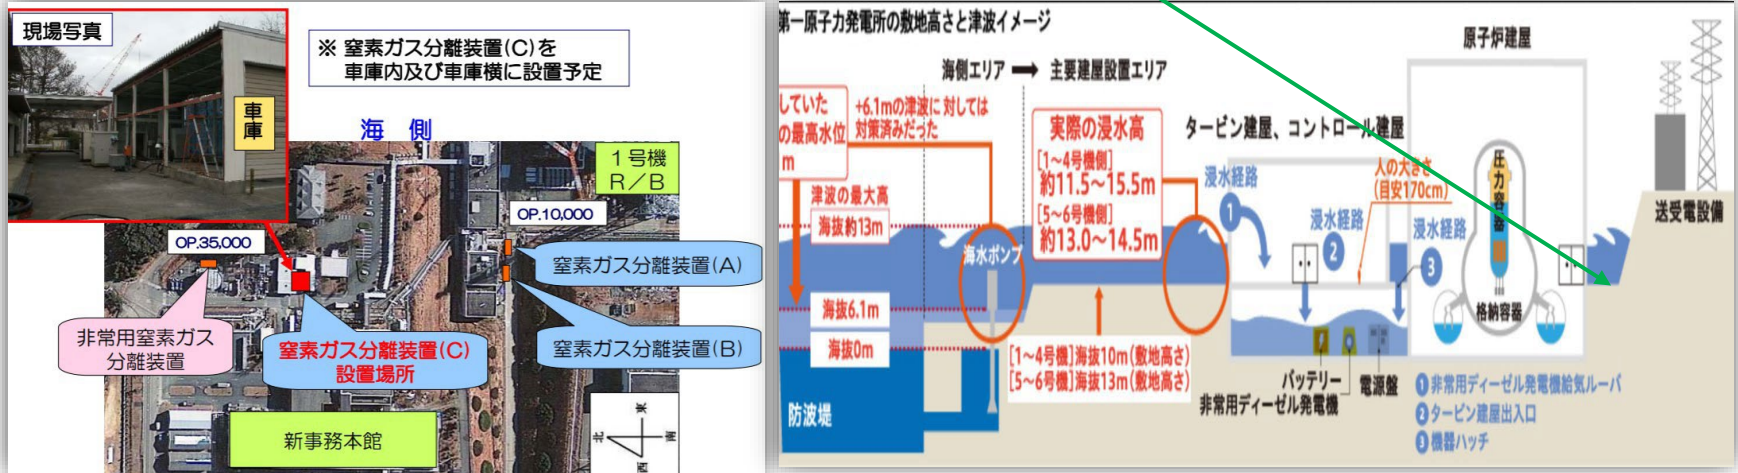 現場写真
車庫
※ 窒素ガス分離装置(C)を
車庫内及び車庫横に設置予定
海 側
1号機
R/B
OP.10,000
OP.35,000
窒素ガス分離装置(A)
窒素ガス分離装置(B)
非常用窒素ガス
分離装置
窒素ガス分離装置(C)
設置場所
新事務本館
北
東
南
西
第一原子力発電所の敷地高さと津波イメージ
海側エリア
主要建屋設置エリア
原子炉建屋
していた
の最高水位
m
+6.1mの津波に対しては
対策済みだった
実際の浸水高
[1~4号機側]
約11.5~15.5m
[5~6号機側]
約13.0~14.5m
タービン建屋、コントロール建屋
津波の最大高
海抜約13m
海水ポンプ
海抜6.1m
海抜0m
防波堤
[1~4号機]海抜10m(敷地高さ)
[5~6号機]海抜13m(敷地高さ)
浸水経路
1
浸水経路
2
人の大きさ
(目安170cm)
浸水経路
3
圧力容器
格納容器
送受電設備
バッテリー
非常用ディーゼル発電機
電源盤
1 非常用ディーゼル発電機給気ルーバ
2 タービン建屋出入口
3 機器ハッチ